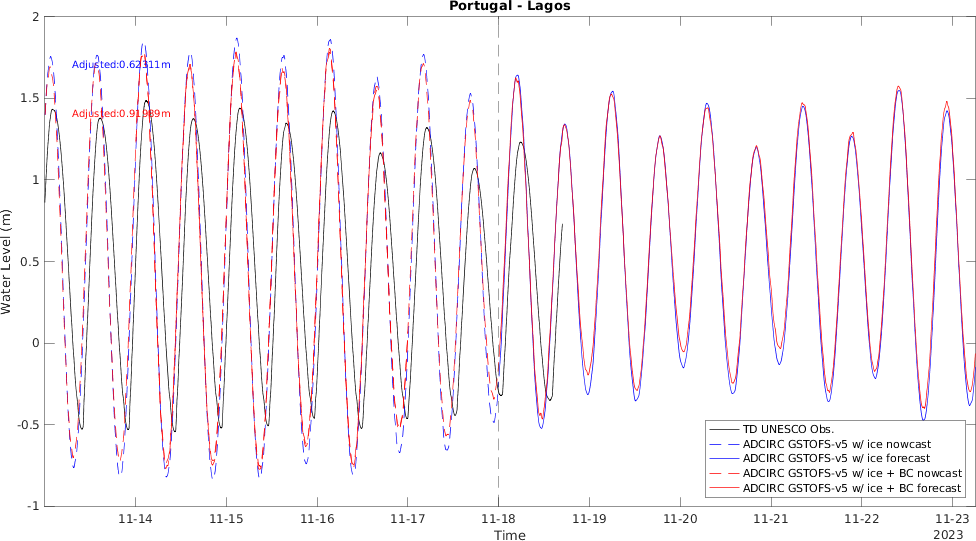 Portugal - Lagos
2
Adjusted:0.62311m
1.5
Adjusted:0.91989m
1
0.5
0
-0.5
-1
Water Level (m)
TD UNESCO Obs.
ADCIRC GSTOFS-v5 w/ ice nowcast
ADCIRC GSTOFS-v5 w/ ice forecast
ADCIRC GSTOFS-v5 w/ ice + BC nowcast
ADCIRC GSTOFS-v5 w/ ice + BC forecast
11-14 11-15 11-16 11-17 11-18 11-19 11-20 11-21 11-22 11-23
Time
2023